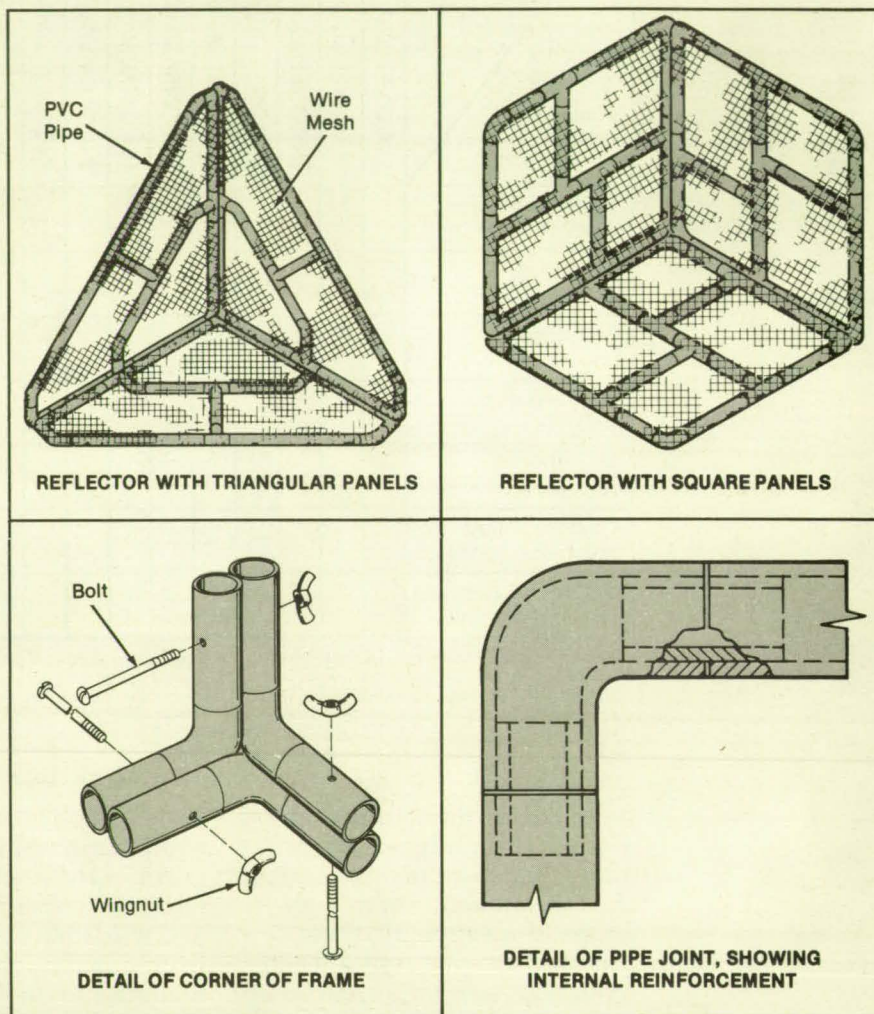 PVC
Pipe
Wire
Mesh
REFLECTOR WITH TRIANGULAR PANELS
REFLECTOR WITH SQUARE PANELS
Bolt
Wingnut
DETAIL OF CORNER OF FRAME
DETAIL OF PIPE JOINT, SHOWING
INTERNAL REINFORCEMENT